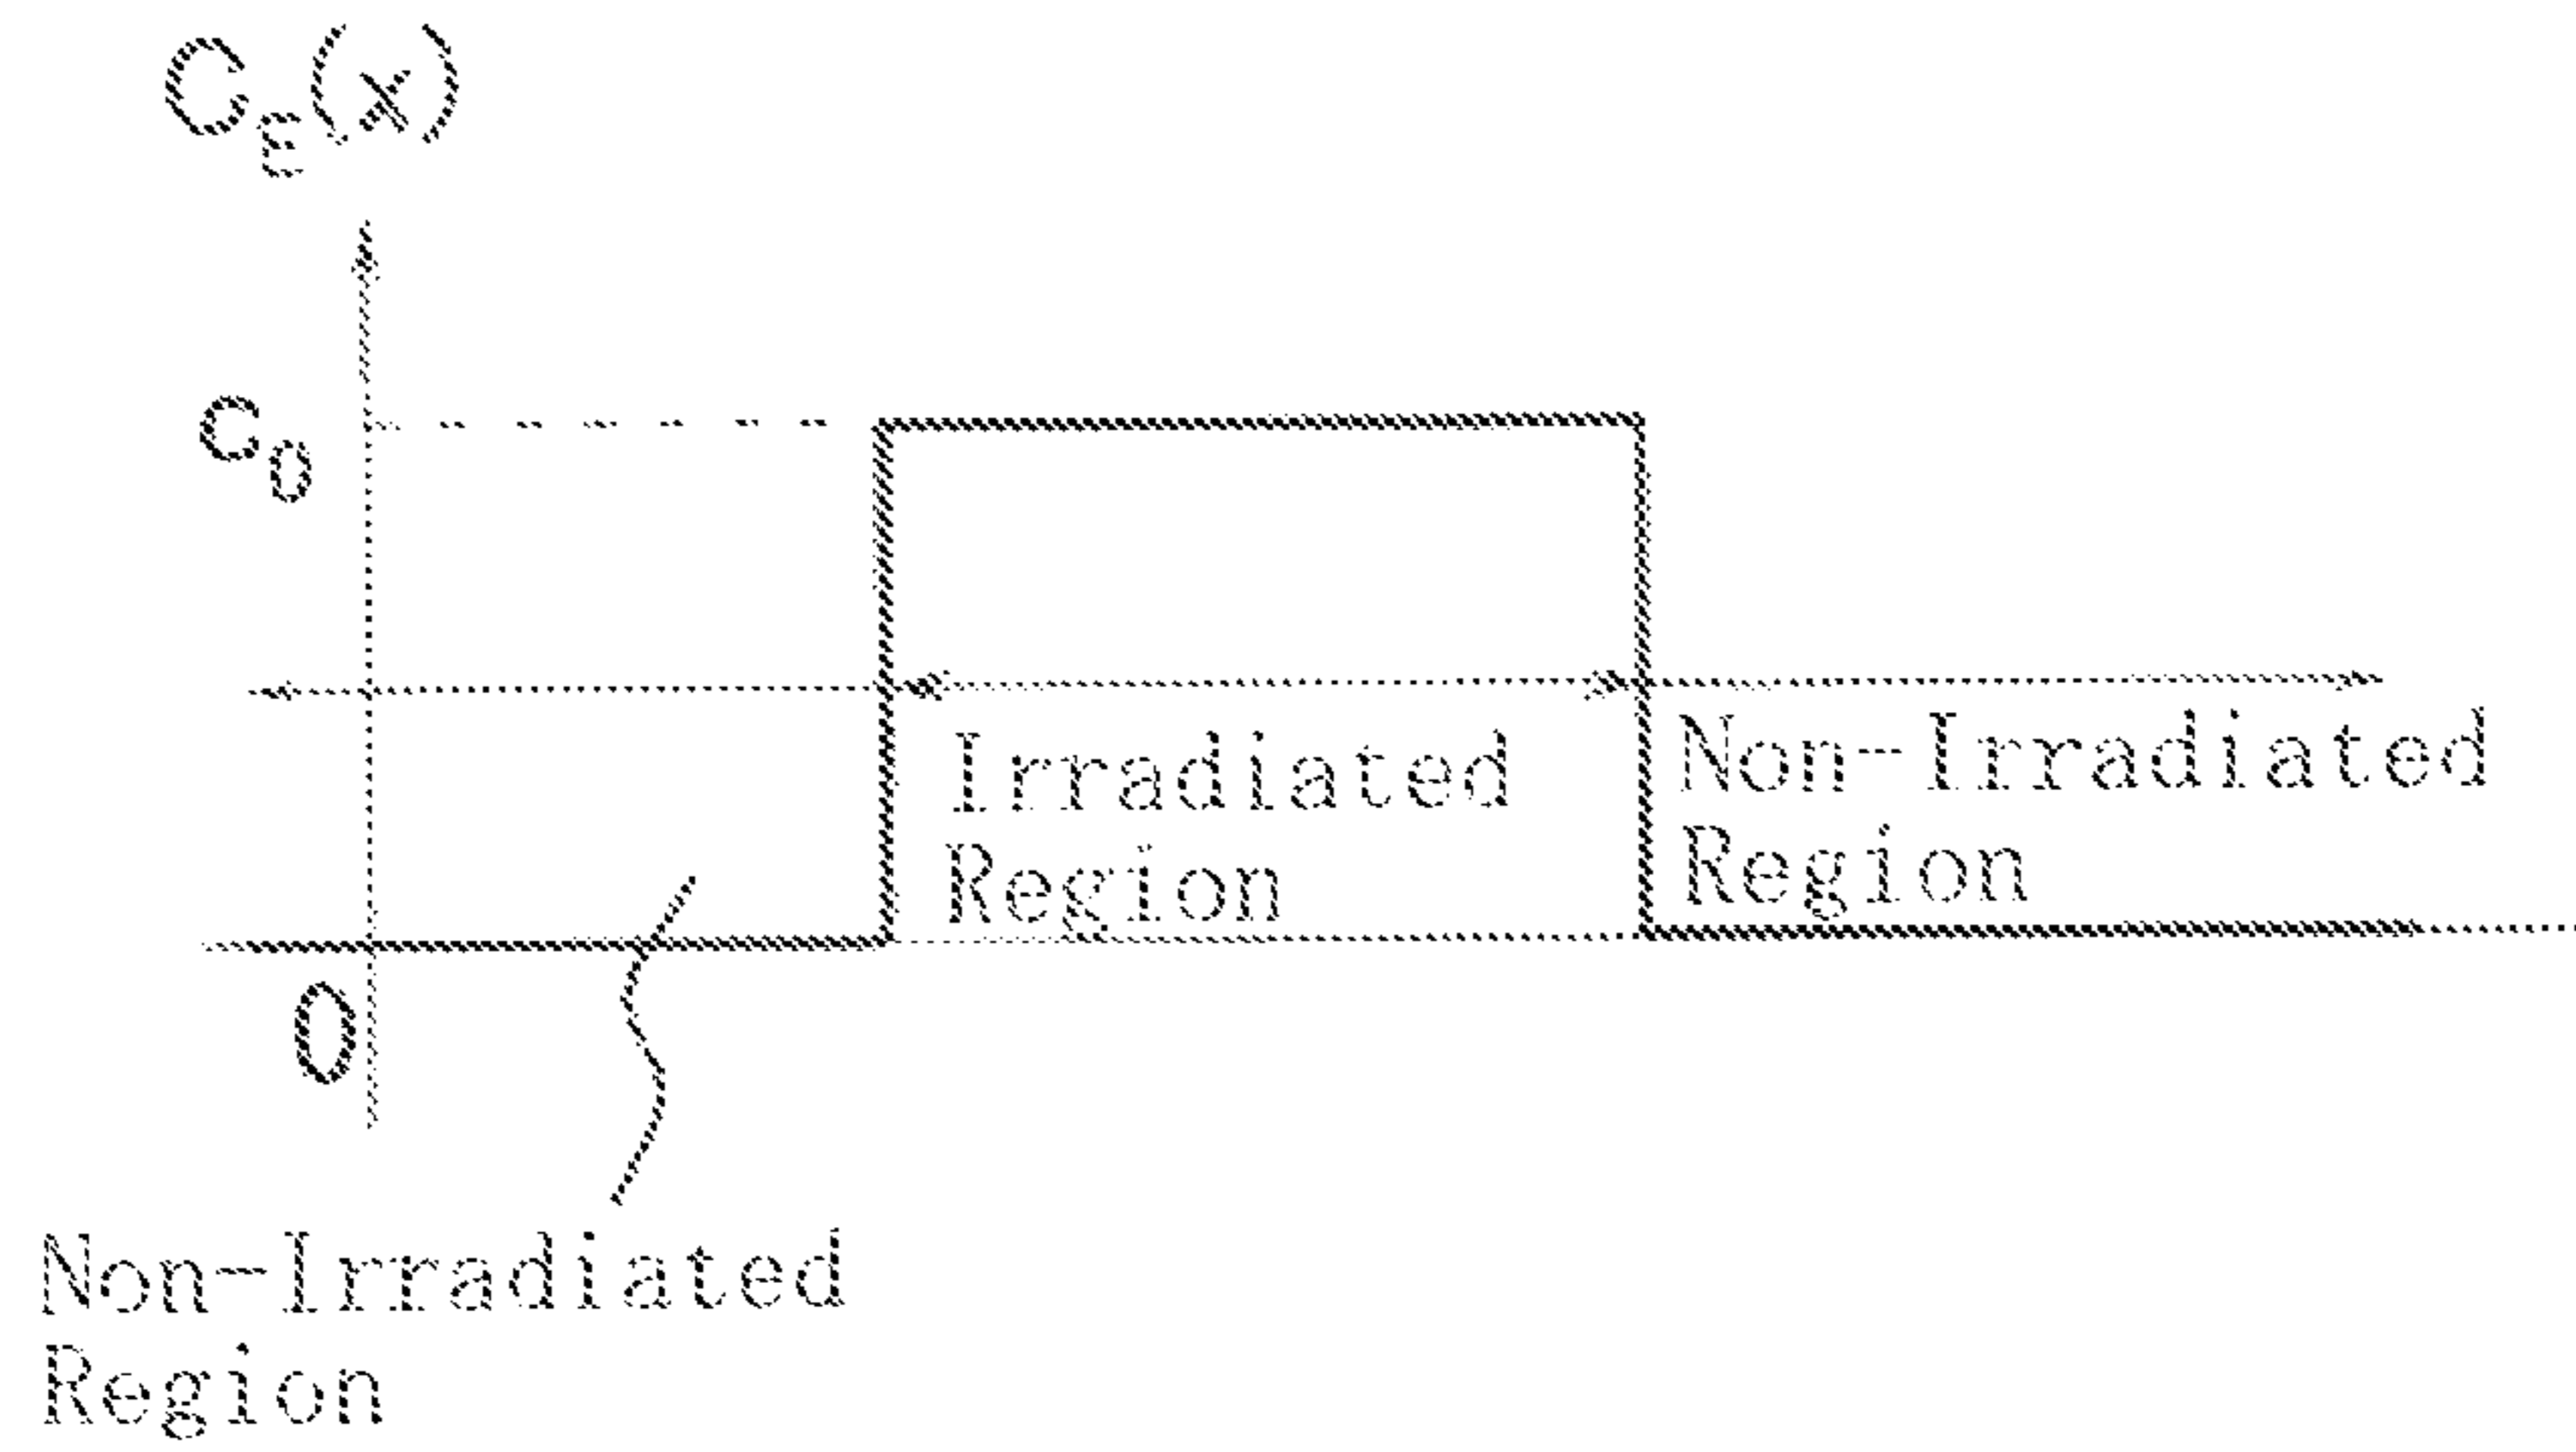 C_E(x)
c_0
Irradiated
Region
Non-Irradiated
Region
0
Non-Irradiated
Region